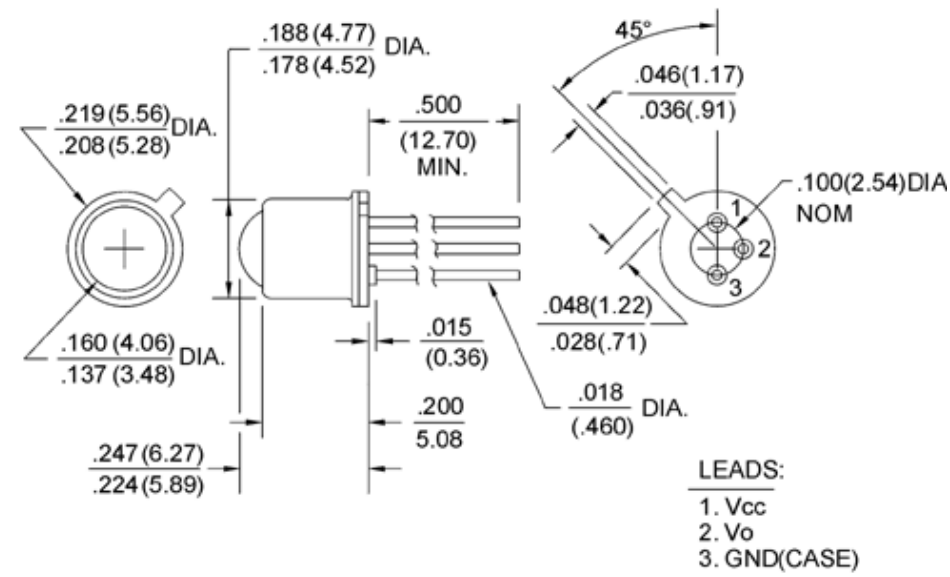 .188 (4.77)
.178 (4.52)
DIA.
45°
.046(1.17)
.036(.91)
.219 (5.56)
.208 (5.28)
DIA.
.500
(12.70)
MIN.
.100(2.54)DIA
NOM
1
2
3
.048(1.22)
.028(.71)
.160 (4.06)
.137 (3.48)
DIA.
.015
(0.36)
.018
(.460)
DIA.
.200
5.08
.247 (6.27)
.224 (5.89)
LEADS:
1. Vcc
2. Vo
3. GND(CASE)